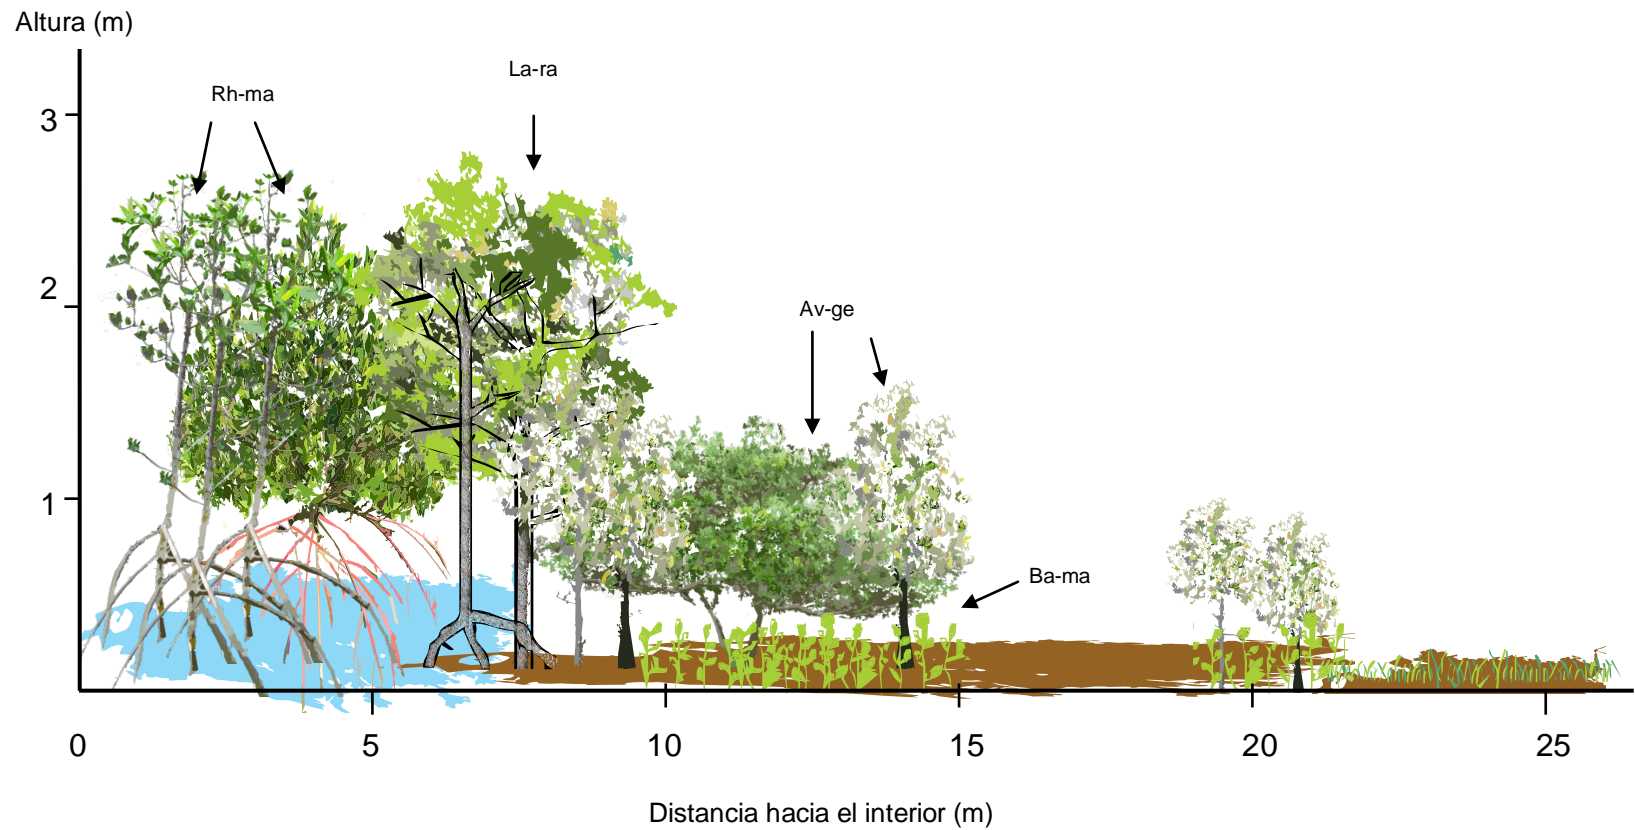 Altura (m)
La-ra
Rh-ma
3
2
Av-ge
1
Ba-ma
0 5 10 15 20 25
Distancia hacia el interior (m)